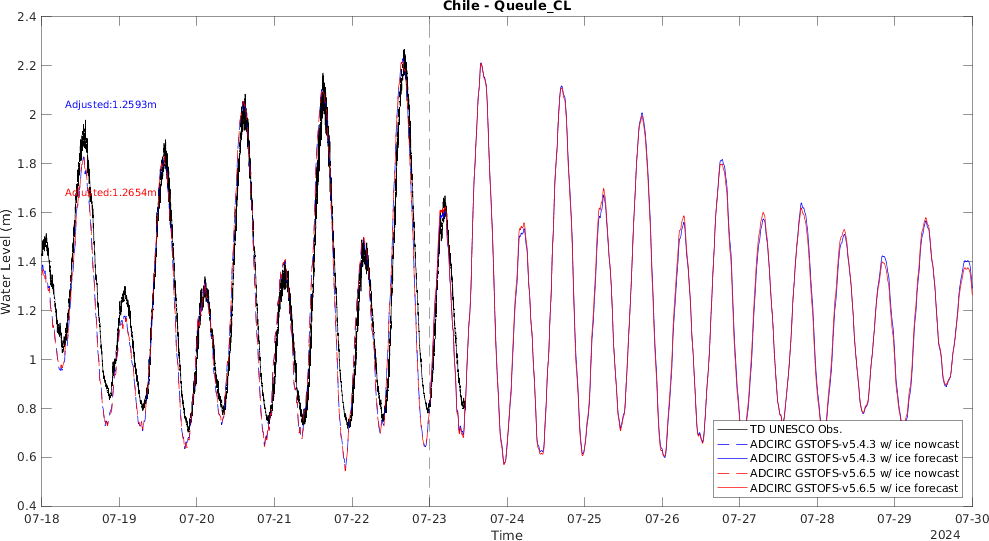 Chile - Queule_CL
2.4
2.2
2
1.8
1.6
1.4
1.2
1
0.8
0.6
0.4
Water Level (m)
Adjusted:1.2593m
Adjusted:1.2654m
TD UNESCO Obs.
ADCIRC GSTOFS-v5.4.3 w/ ice nowcast
ADCIRC GSTOFS-v5.4.3 w/ ice forecast
ADCIRC GSTOFS-v5.6.5 w/ ice nowcast
ADCIRC GSTOFS-v5.6.5 w/ ice forecast
07-18 07-19 07-20 07-21 07-22 07-23 07-24 07-25 07-26 07-27 07-28 07-29 07-30
Time
2024